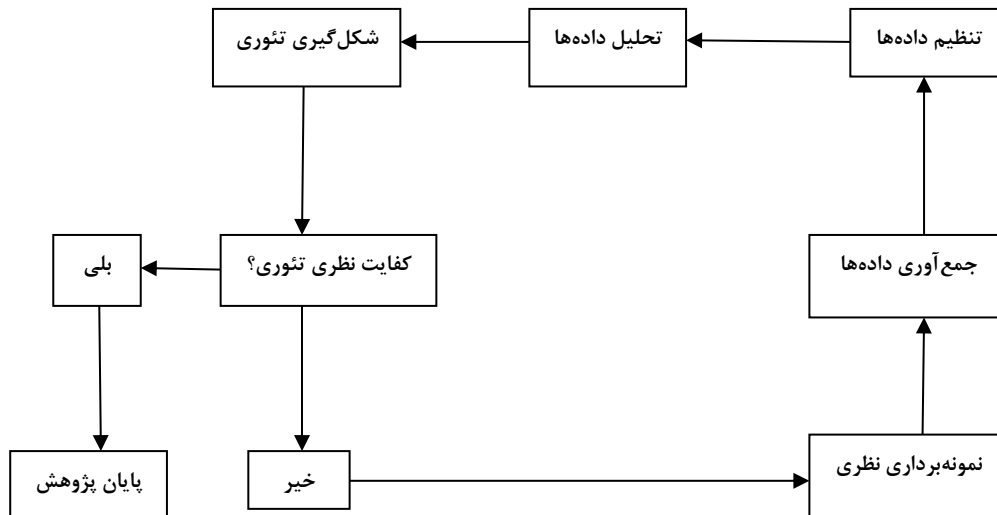 تنظیم داده‌ها
تحلیل داده‌ها
شکل‌گیری تئوری
جمع‌آوری داده‌ها
کفایت نظری تئوری؟
بلی
نمونه‌برداری نظری
خیر
پایان پژوهش